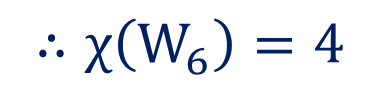 ∴ χ(W₆) = 4